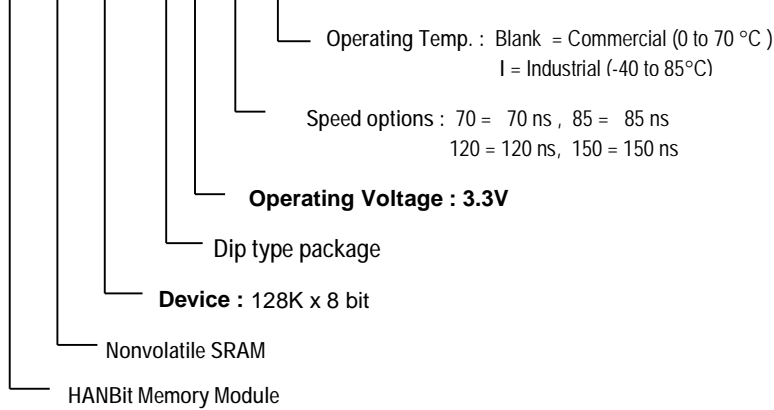 Operating Temp. : Blank = Commercial (0 to 70 °C )
I = Industrial (-40 to 85°C)
Speed options : 70 = 70 ns , 85 = 85 ns
120 = 120 ns, 150 = 150 ns
Operating Voltage : 3.3V
Dip type package
Device : 128K x 8 bit
Nonvolatile SRAM
HANBit Memory Module